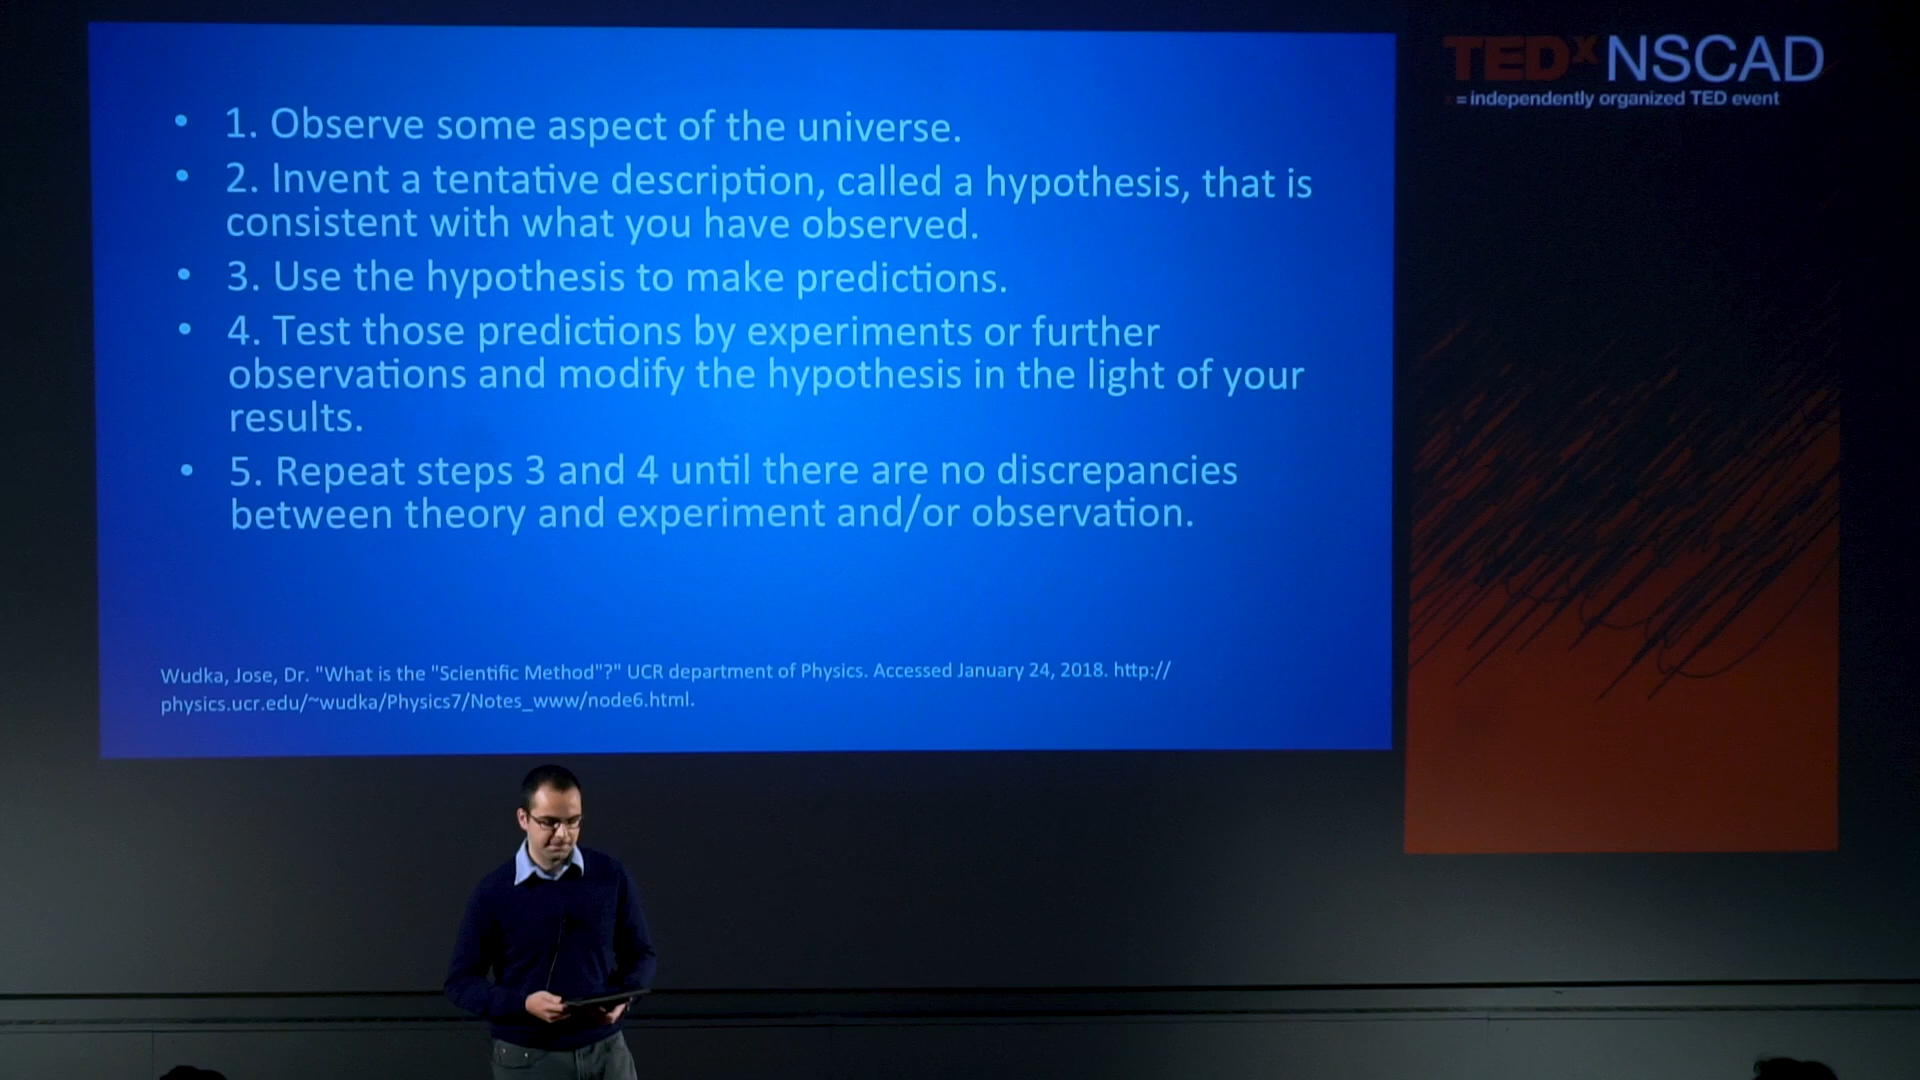 • 1. Observe some aspect of the universe.
• 2. Invent a tentative description, called a hypothesis, that is
consistent with what you have observed.
• 3. Use the hypothesis to make predictions.
• 4. Test those predictions by experiments or further
observations and modify the hypothesis in the light of your
results.
• 5. Repeat steps 3 and 4 until there are no discrepancies
between theory and experiment and/or observation.
Wudka, Jose, Dr. "What is the "Scientific Method"?" UCR department of Physics. Accessed January 24, 2018. http://
physics.ucr.edu/~wudka/Physics7/Notes_www/node6.html.
TEDx NSCAD
x = independently organized TED event